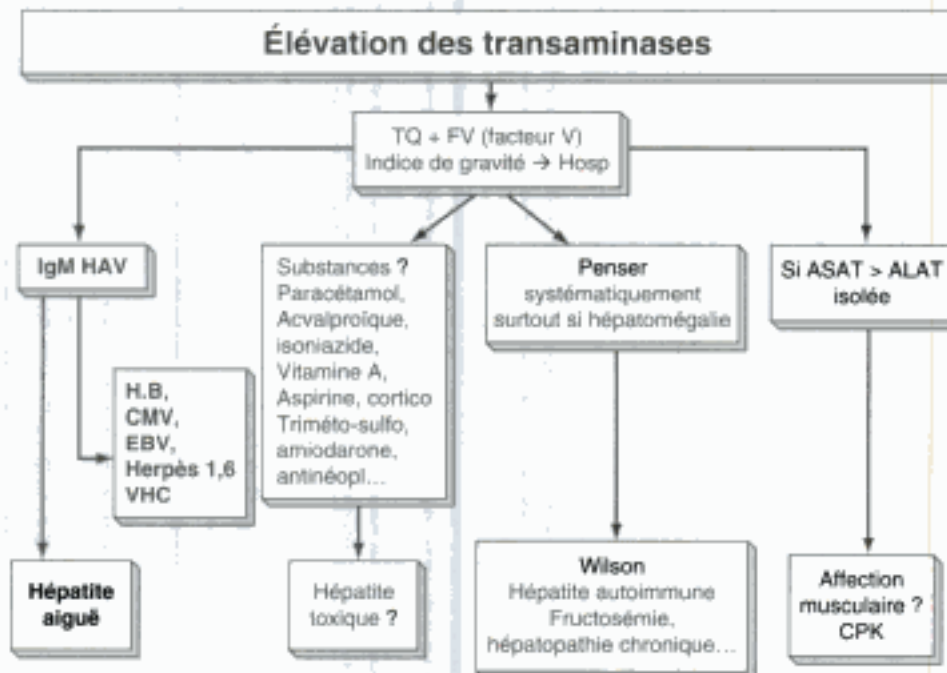 Élévation des transaminases
TQ + FV (facteur V)
Indice de gravité → Hosp
IgM HAV
H.B,
CMV,
EBV,
Herpès 1,6
VHC
Hépatite
aiguë
Substances ?
Paracétamol,
Acvalproïque,
isoniazide,
Vitamine A,
Aspirine, cortico
Triméto-sulfo,
amiodarone,
antinéopl...
Hépatite
toxique ?
Penser
systématiquement
surtout si hépatomégalie
Wilson
Hépatite autoimmune
Fructosémie,
hépatopathie chronique...
Si ASAT > ALAT
isolée
Affection
musculaire ?
CPK